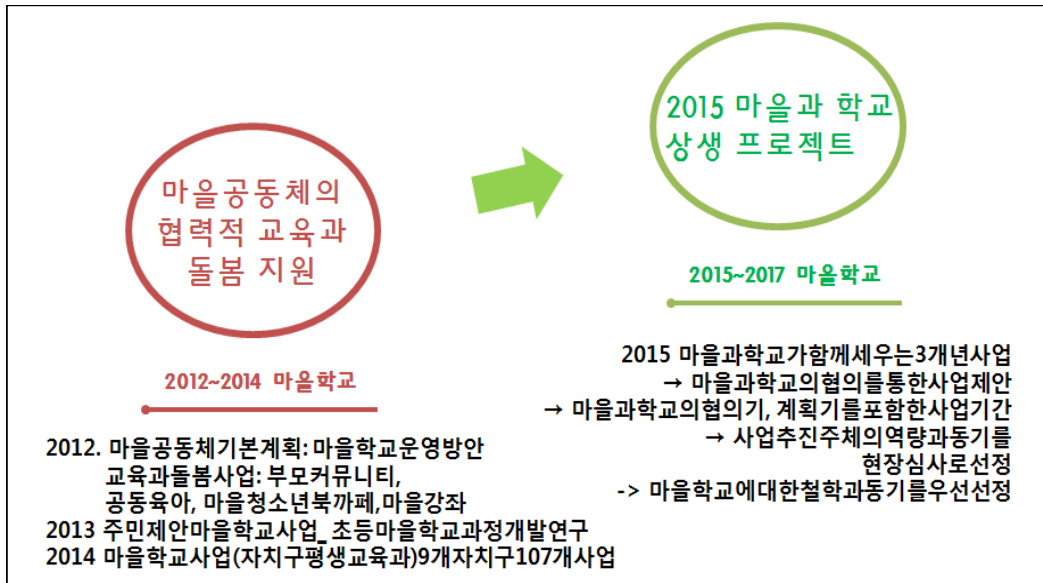 마을공동체의
협력적 교육과
돌봄 지원
2012~2014 마을학교
2012. 마을공동체기본계획: 마을학교운영방안
교육과돌봄사업: 부모커뮤니티,
공동육아, 마을청소년북까페,마을강좌
2013 주민제안마을학교사업_ 초등마을학교과정개발연구
2014 마을학교사업(자치구평생교육과)9개자치구107개사업
2015 마을과 학교
상생 프로젝트
2015~2017 마을학교
2015 마을과학교가함께세우는3개년사업
→ 마을과학교의협의를통한사업제안
→ 마을과학교의협의기, 계획기를포함한사업기간
→ 사업추진주체의역량과동기를
현장심사로선정
-> 마을학교에대한철학과동기를우선선정